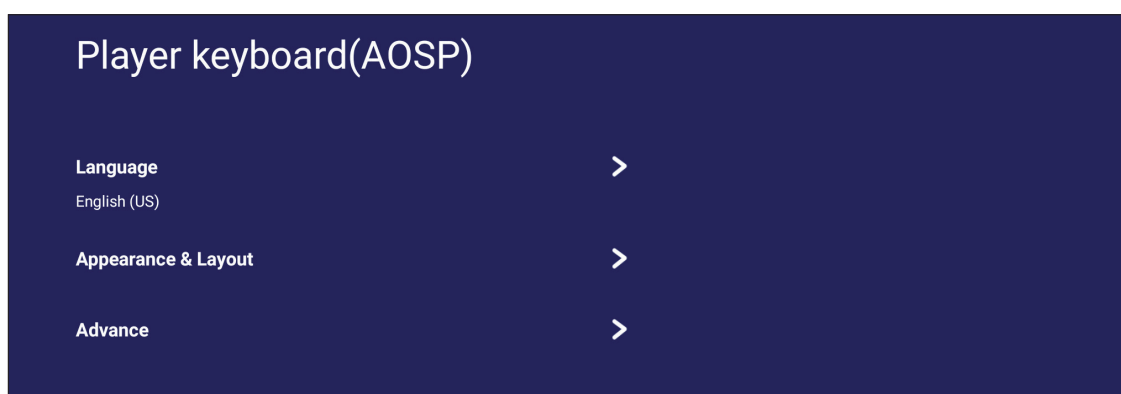 Player keyboard(AOSP)
Language
English (US)
Appearance & Layout
Advance